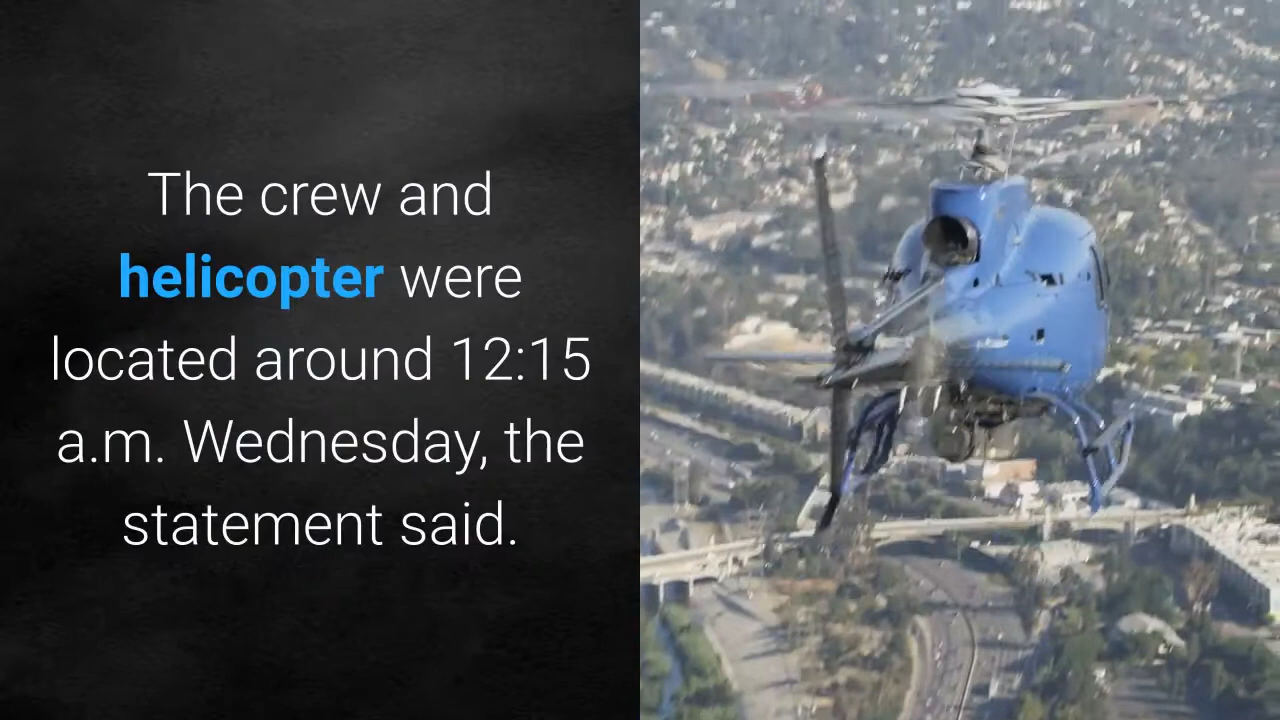 The crew and
helicopter were
located around 12:15
a.m. Wednesday, the
statement said.